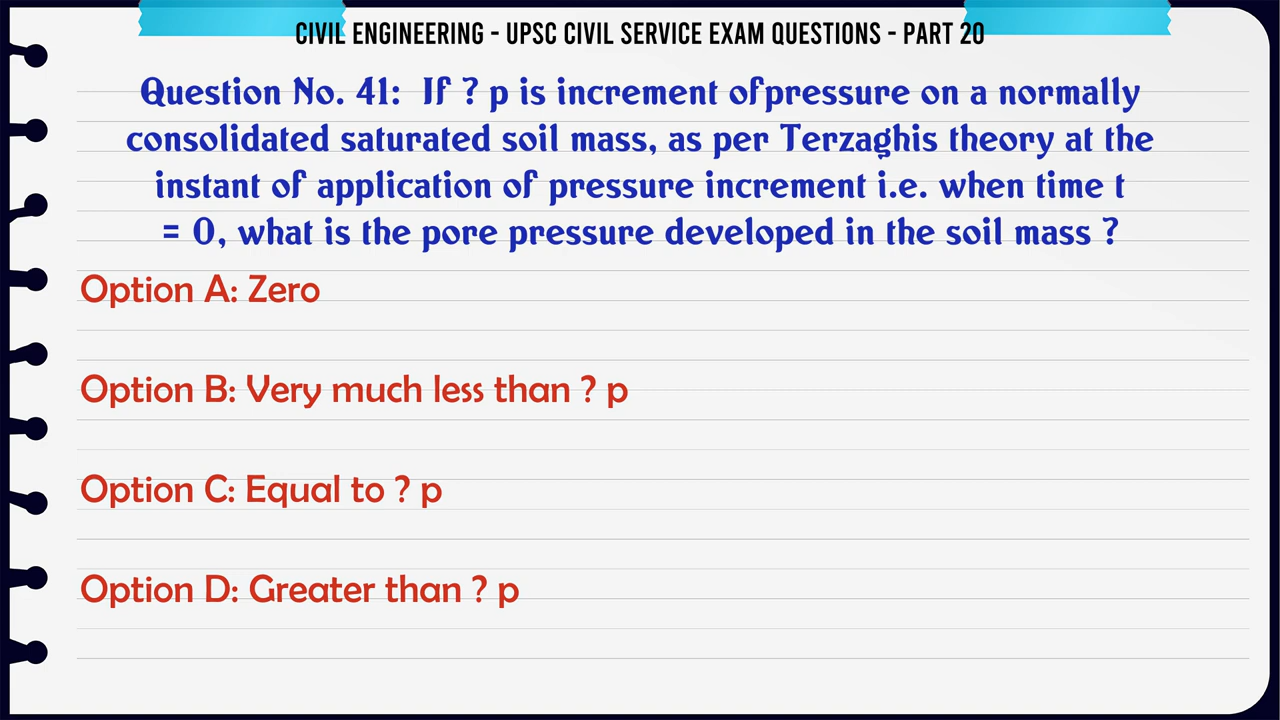 CIVIL ENGINEERING - UPSC CIVIL SERVICE EXAM QUESTIONS - PART 20
Question No. 41: If ? p is increment ofpressure on a normally
consolidated saturated soil mass, as per Terzaghis theory at the
instant of application of pressure increment i.e. when time t
= 0, what is the pore pressure developed in the soil mass ?
Option A: Zero
Option B: Very much less than ? p
Option C: Equal to ? p
Option D: Greater than ? p